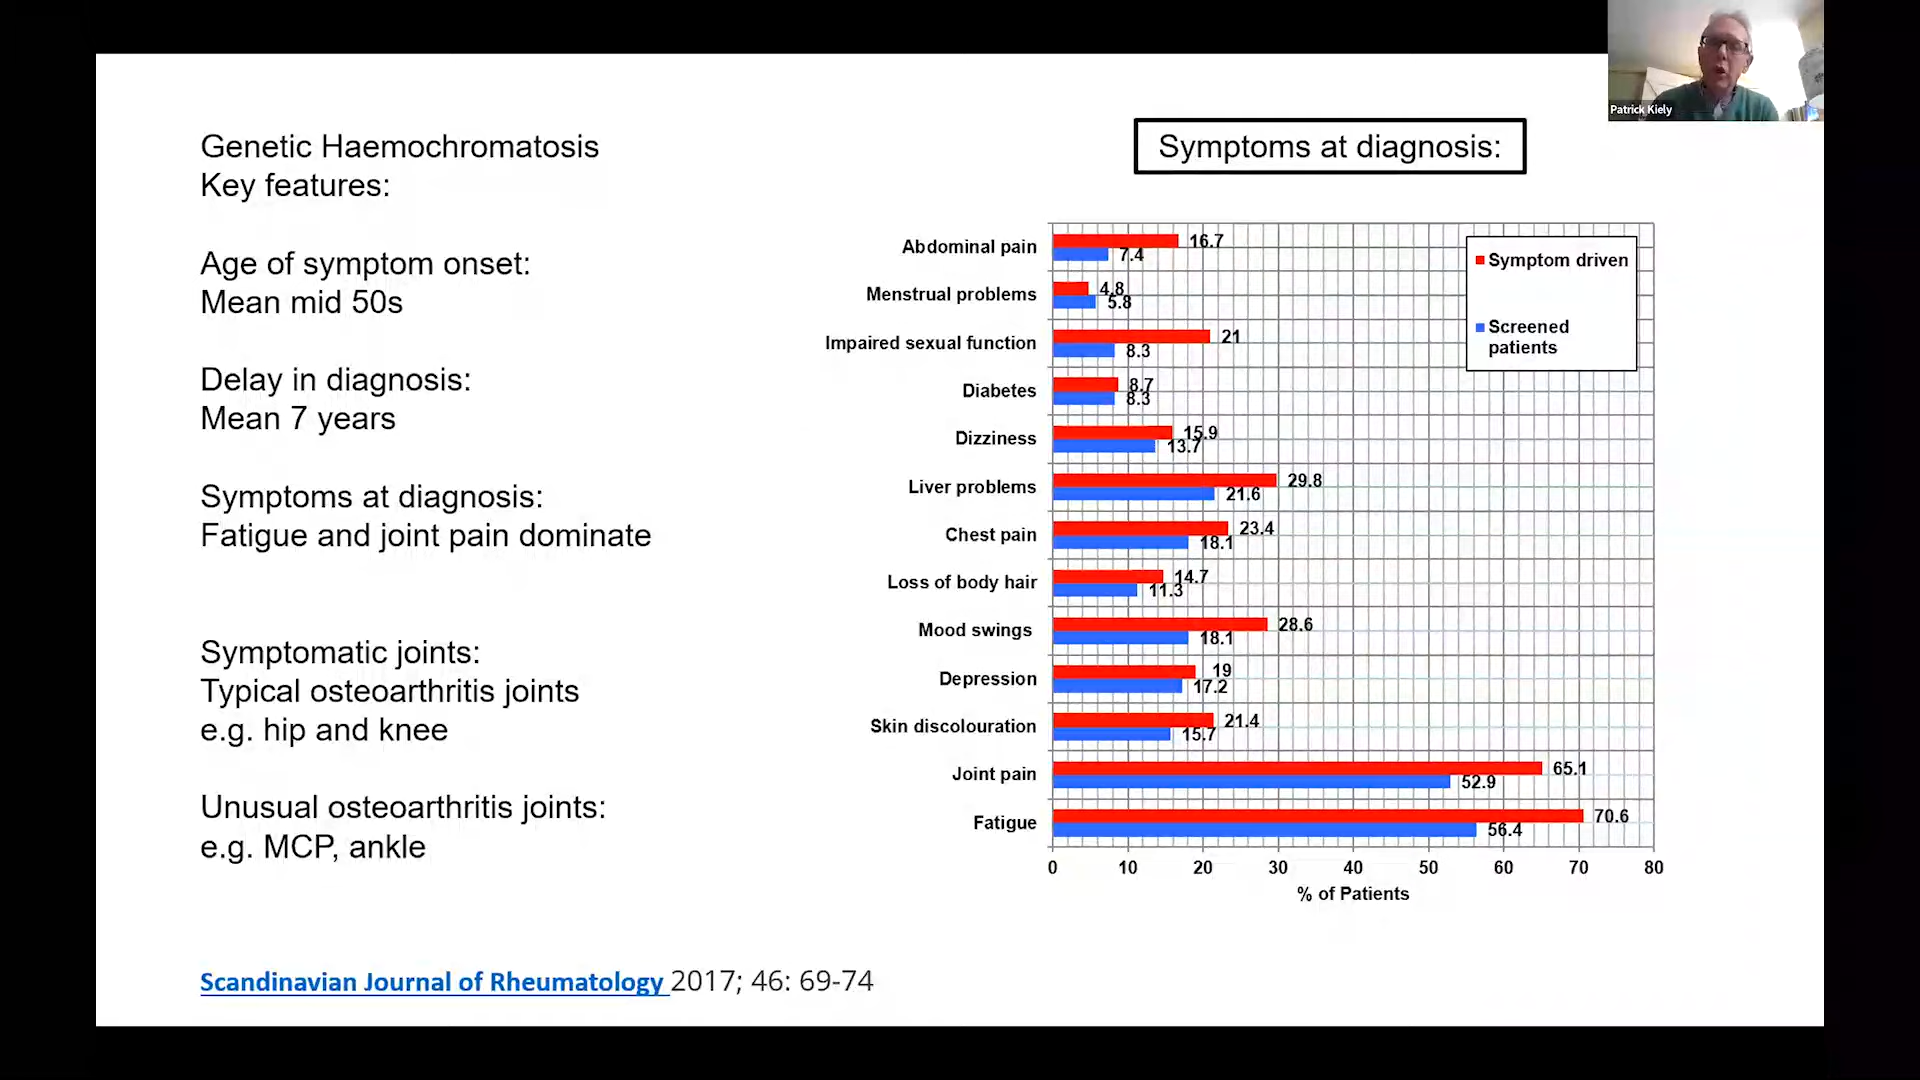 Patrick Kiely
Genetic Haemochromatosis
Key features:
Age of symptom onset:
Mean mid 50s
Delay in diagnosis:
Mean 7 years
Symptoms at diagnosis:
Fatigue and joint pain dominate
Symptomatic joints:
Typical osteoarthritis joints
e.g. hip and knee
Unusual osteoarthritis joints:
e.g. MCP, ankle
Scandinavian Journal of Rheumatology 2017; 46: 69-74
Symptoms at diagnosis:
Symptom driven
Screened
patients
Abdominal pain 16.7
7.4
Menstrual problems 4.8
5.8
Impaired sexual function 21
8.3
Diabetes 8.7
8.3
Dizziness 15.9
13.7
Liver problems 29.8
21.6
Chest pain 23.4
18.1
Loss of body hair 14.7
11.3
Mood swings 28.6
18.1
Depression 19
17.2
Skin discolouration 21.4
15.7
Joint pain 65.1
52.9
Fatigue 70.6
56.4
0 10 20 30 40 50 60 70 80
% of Patients